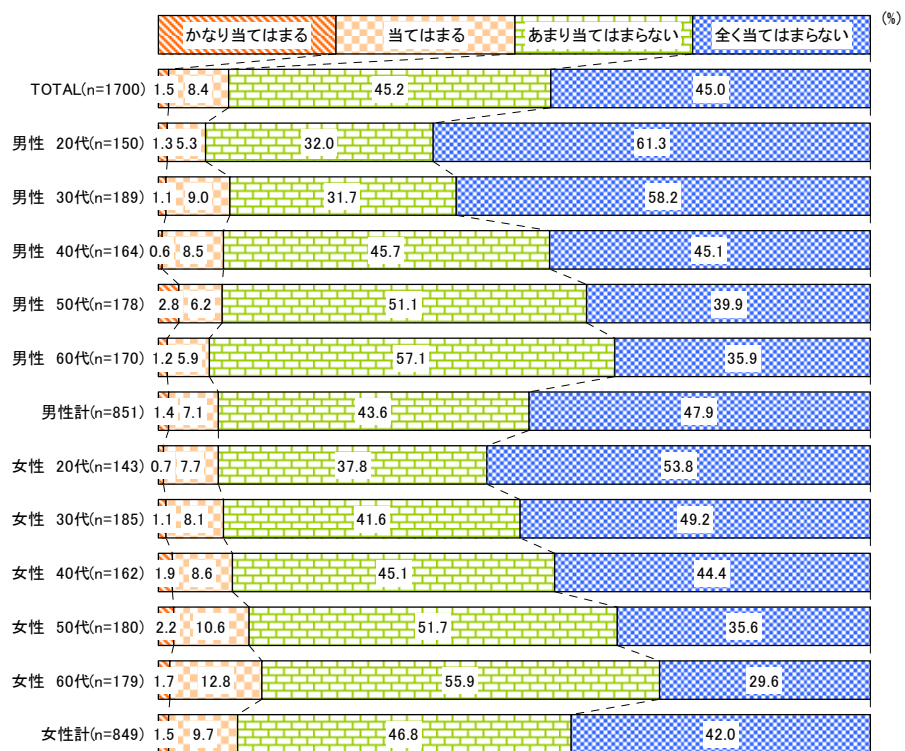 (%)
かなり当てはまる 当てはまる あまり当てはまらない 全く当てはまらない
TOTAL(n=1700) 1.5 8.4 45.2 45.0
男性 20代(n=150) 1.3 5.3 32.0 61.3
男性 30代(n=189) 1.1 9.0 31.7 58.2
男性 40代(n=164) 0.6 8.5 45.7 45.1
男性 50代(n=178) 2.8 6.2 51.1 39.9
男性 60代(n=170) 1.2 5.9 57.1 35.9
男性計(n=851) 1.4 7.1 43.6 47.9
女性 20代(n=143) 0.7 7.7 37.8 53.8
女性 30代(n=185) 1.1 8.1 41.6 49.2
女性 40代(n=162) 1.9 8.6 45.1 44.4
女性 50代(n=180) 2.2 10.6 51.7 35.6
女性 60代(n=179) 1.7 12.8 55.9 29.6
女性計(n=849) 1.5 9.7 46.8 42.0